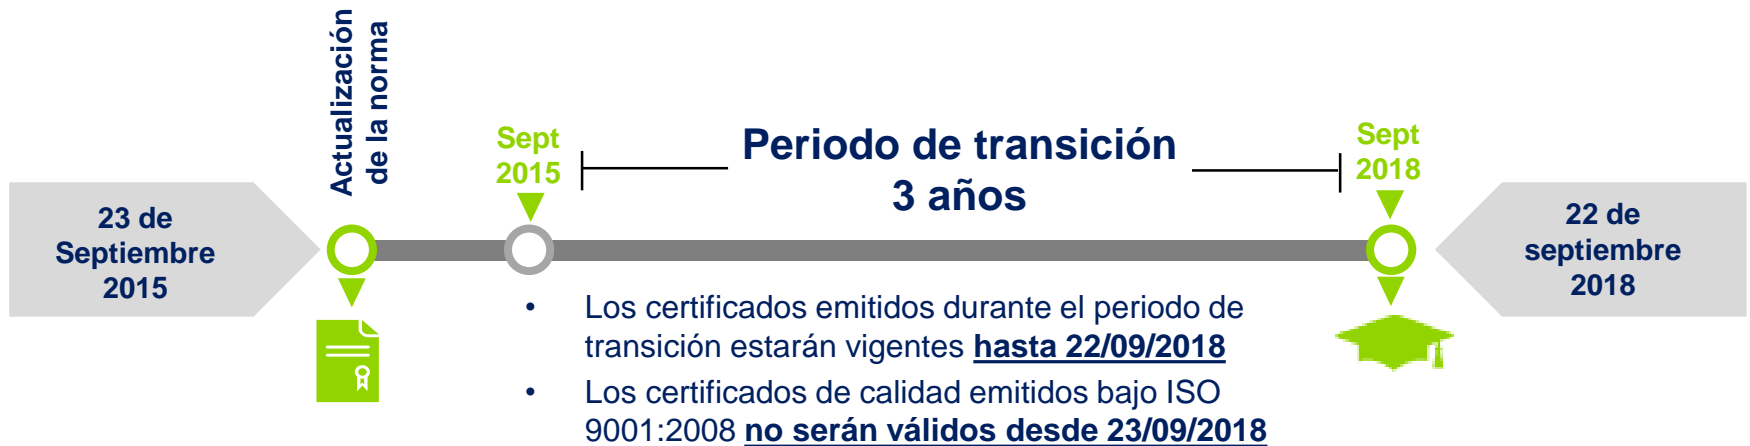 23 de
Septiembre
2015
Actualización
de la norma
Sept
2015
Periodo de transición
3 años
Sept
2018
22 de
septiembre
2018
• Los certificados emitidos durante el periodo de
transición estarán vigentes hasta 22/09/2018
• Los certificados de calidad emitidos bajo ISO
9001:2008 no serán válidos desde 23/09/2018